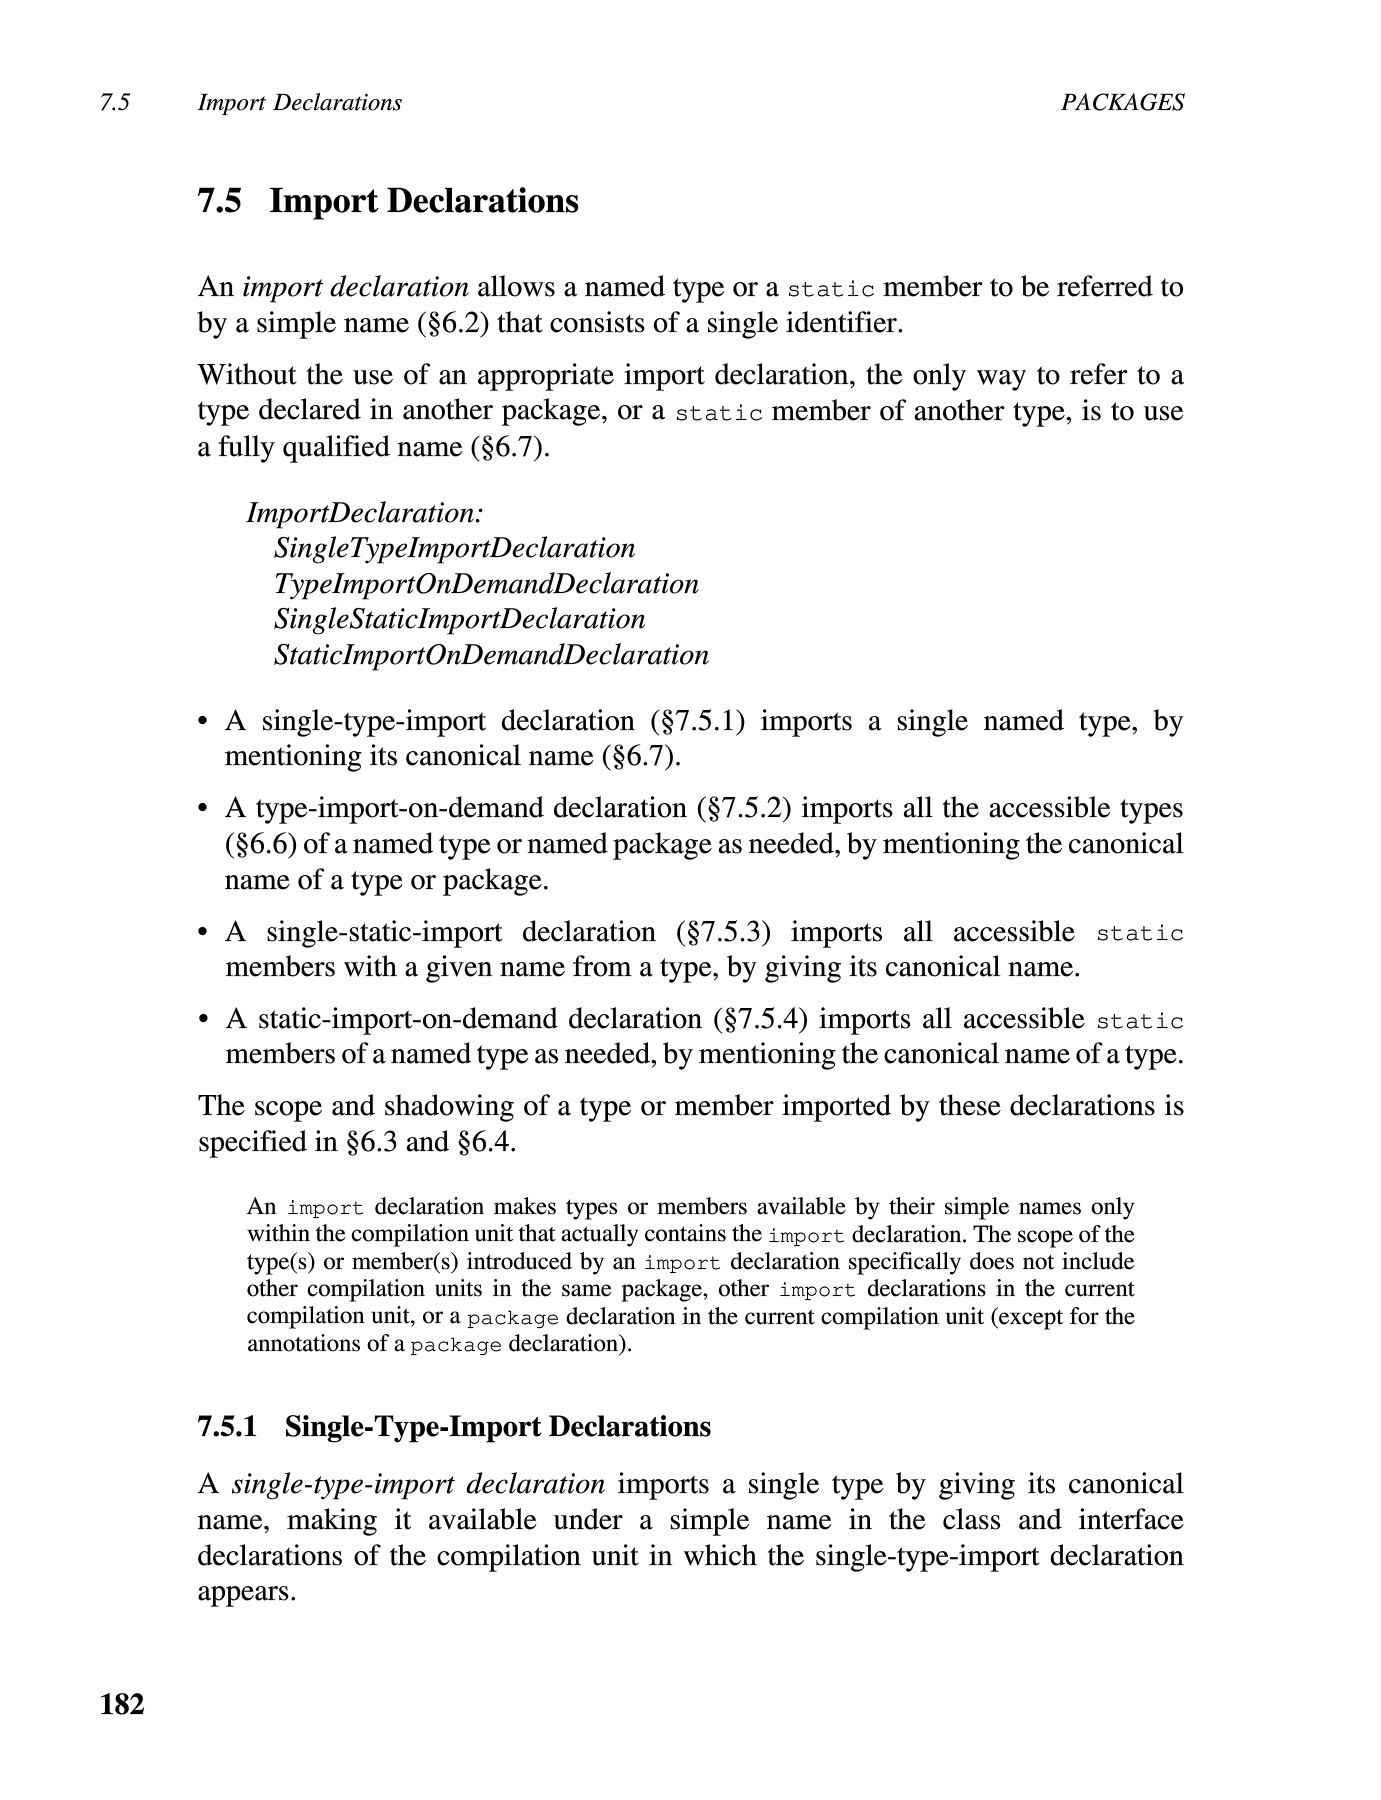 7.5 Import Declarations PACKAGES
7.5 Import Declarations
An import declaration allows a named type or a static member to be referred to
by a simple name (§6.2) that consists of a single identifier.
Without the use of an appropriate import declaration, the only way to refer to a
type declared in another package, or a static member of another type, is to use
a fully qualified name (§6.7).
ImportDeclaration:
SingleTypeImportDeclaration
TypeImportOnDemandDeclaration
SingleStaticImportDeclaration
StaticImportOnDemandDeclaration
• A single-type-import declaration (§7.5.1) imports a single named type, by
mentioning its canonical name (§6.7).
• A type-import-on-demand declaration (§7.5.2) imports all the accessible types
(§6.6) of a named type or named package as needed, by mentioning the canonical
name of a type or package.
• A single-static-import declaration (§7.5.3) imports all accessible static
members with a given name from a type, by giving its canonical name.
• A static-import-on-demand declaration (§7.5.4) imports all accessible static
members of a named type as needed, by mentioning the canonical name of a type.
The scope and shadowing of a type or member imported by these declarations is
specified in §6.3 and §6.4.
An import declaration makes types or members available by their simple names only
within the compilation unit that actually contains the import declaration. The scope of the
type(s) or member(s) introduced by an import declaration specifically does not include
other compilation units in the same package, other import declarations in the current
compilation unit, or a package declaration in the current compilation unit (except for the
annotations of a package declaration).
7.5.1 Single-Type-Import Declarations
A single-type-import declaration imports a single type by giving its canonical
name, making it available under a simple name in the class and interface
declarations of the compilation unit in which the single-type-import declaration
appears.
182